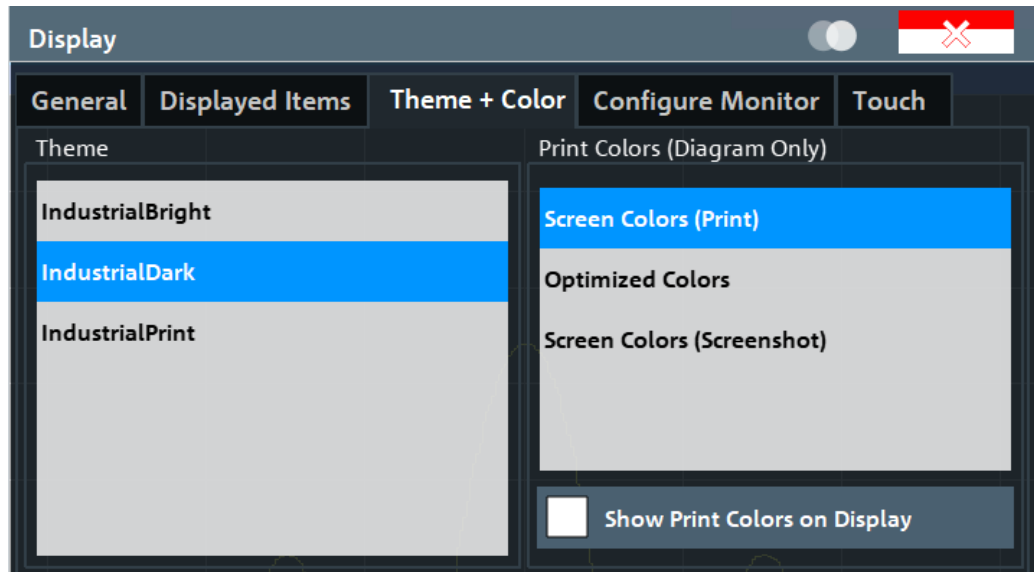 Display
General Displayed Items Theme + Color Configure Monitor Touch
Theme
IndustrialBright
IndustrialDark
IndustrialPrint
Print Colors (Diagram Only)
Screen Colors (Print)
Optimized Colors
Screen Colors (Screenshot)
Show Print Colors on Display